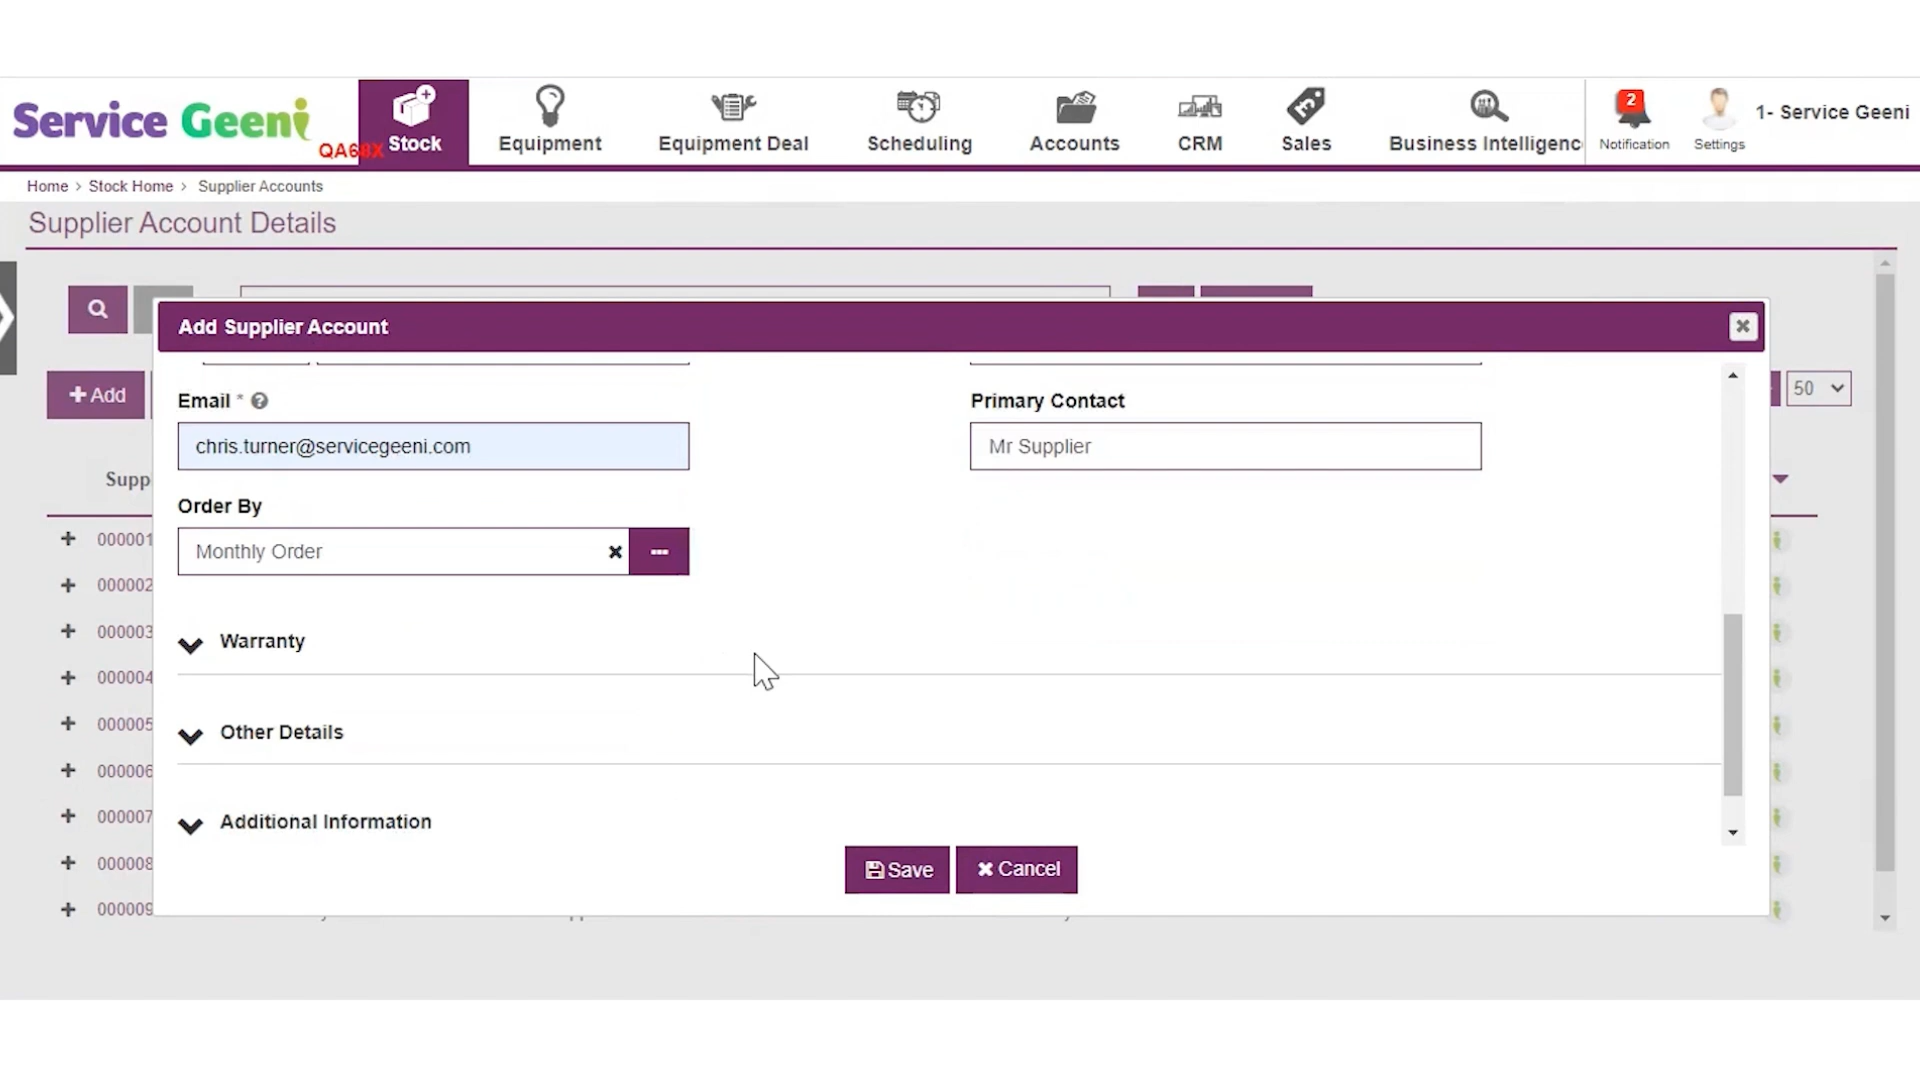 Service Geeni
Stock
Equipment
Equipment Deal
Scheduling
Accounts
CRM
Sales
Business Intelligenc
2
Notification
Settings
1- Service Geeni
Home > Stock Home > Supplier Accounts
Supplier Account Details
Add Supplier Account
Add
50
Email *
Primary Contact
chris.turner@servicegeeni.com
Mr Supplier
Supp
Order By
Monthly Order
000001
000002
000003
000004
000005
000006
000007
000008
000009
Warranty
Other Details
Additional Information
Save
Cancel